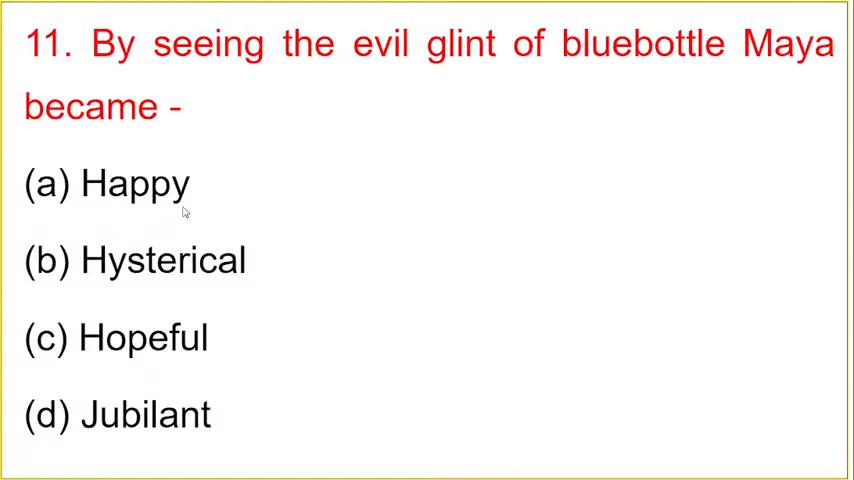 11. By seeing the evil glint of bluebottle Maya
became -
(a) Happy
(b) Hysterical
(c) Hopeful
(d) Jubilant